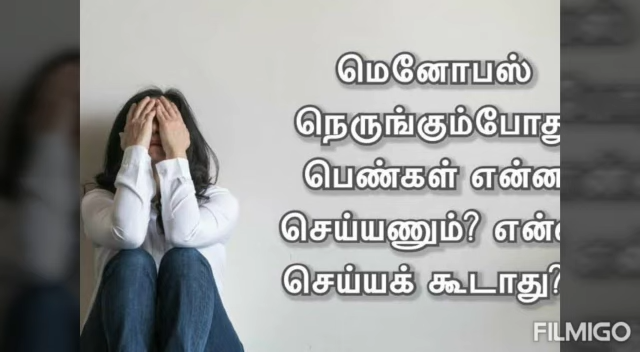 மெனோபஸ்
நெருங்கும்போது
பெண்கள் என்ன
செய்யணும்?
செய்யக் கூடாது?
FILMIGO